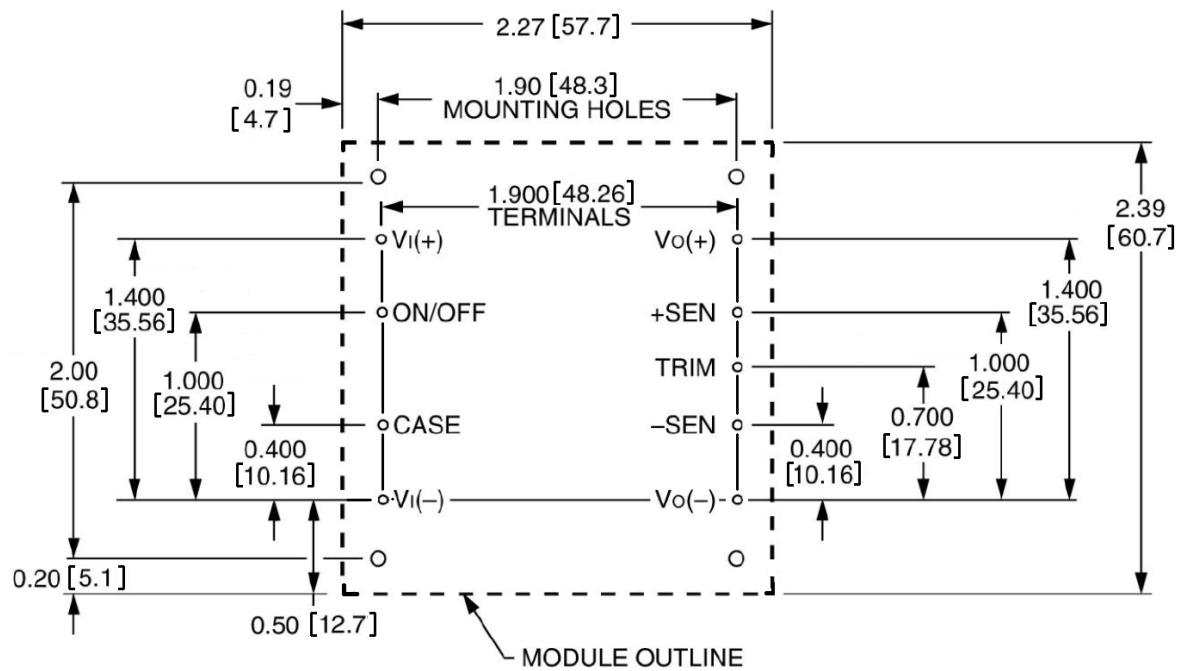 2.27 [57.7]
0.19
[4.7]
1.90 [48.3]
MOUNTING HOLES
1.900 [48.26]
TERMINALS
2.39
[60.7]
VI(+)
VO(+)
1.400
[35.56]
1.400
[35.56]
ON/OFF
+SEN
2.00
[50.8]
1.000
[25.40]
TRIM
1.000
[25.40]
CASE
–SEN
0.700
[17.78]
0.400
[10.16]
0.400
[10.16]
VI(–)
VO(–)
0.20 [5.1]
0.50 [12.7]
MODULE OUTLINE